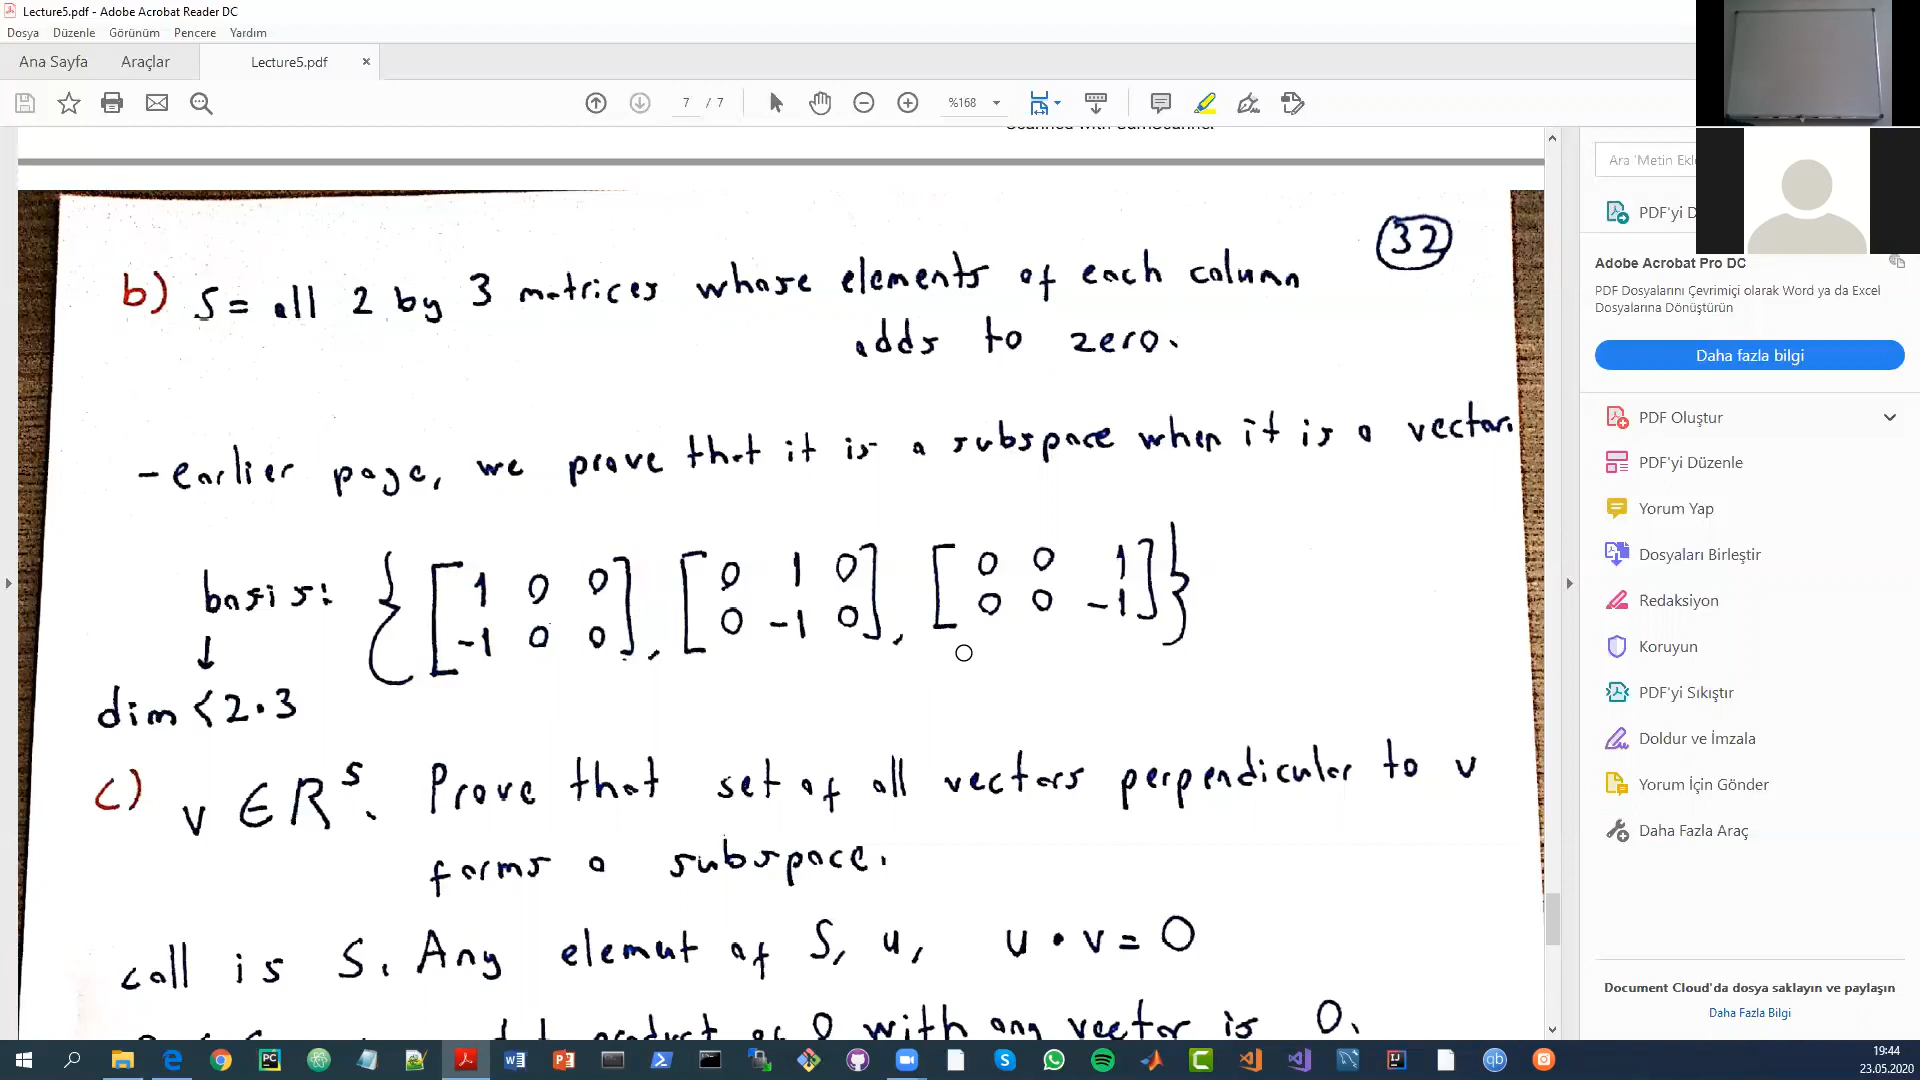 Lecture5.pdf - Adobe Acrobat Reader DC
Dosya Düzenle Görünüm Pencere Yardım
Ana Sayfa Araçlar Lecture5.pdf ×
7 / 7 %168
Ara 'Metin Ekl
PDF'yi D
Adobe Acrobat Pro DC
PDF Dosyalarını Çevrimiçi olarak Word ya da Excel
Dosyalarına Dönüştürün
Daha fazla bilgi
PDF Oluştur
PDF'yi Düzenle
Yorum Yap
Dosyaları Birleştir
Redaksiyon
Koruyun
PDF'yi Sıkıştır
Doldur ve İmzala
Yorum İçin Gönder
Daha Fazla Araç
Document Cloud'da dosya saklayın ve paylaşın
Daha Fazla Bilgi
32
b) S = all 2 by 3 matrices whose elements of each column
adds to zero.
- earlier page, we prove that it is a subspace when it is a vector
basis: { [ 1 0 0 ] , [ 0 1 0 ] , [ 0 0 1 ] }
-1 0 0 0 -1 0 0 0 -1
↓
dim < 2.3
c) v ∈ R⁵. Prove that set of all vectors perpendicular to v
forms a subspace.
call is S. Any elemut of S, u, u • v = 0
product of 0 with any vector is 0.
19:44
23.05.2020